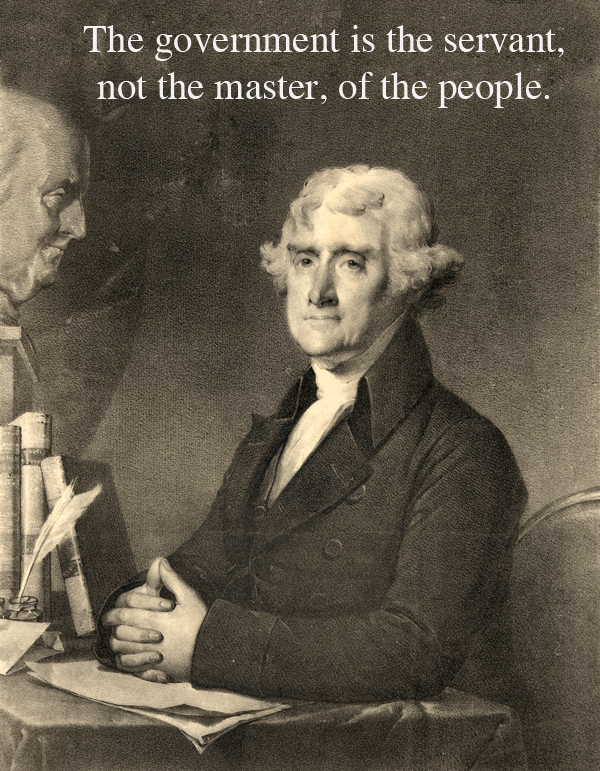 The government is the servant,
not the master, of the people.